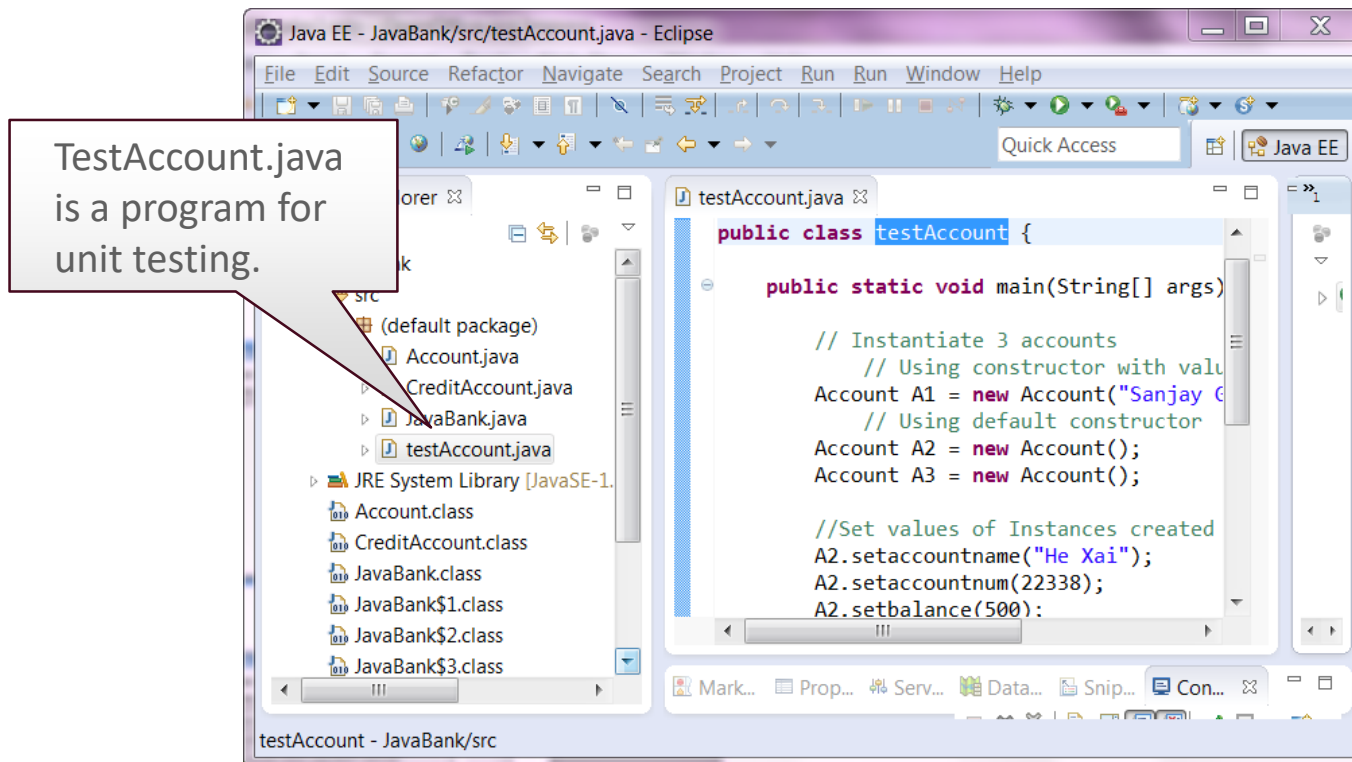 Java EE - JavaBank/src/testAccount.java - Eclipse
File Edit Source Refactor Navigate Search Project Run Run Window Help
Quick Access
Java EE
TestAccount.java
is a program for
unit testing.
orer
src
(default package)
Account.java
CreditAccount.java
JavaBank.java
testAccount.java
JRE System Library [JavaSE-1.
Account.class
CreditAccount.class
JavaBank.class
JavaBank$1.class
JavaBank$2.class
JavaBank$3.class
testAccount.java
public class testAccount {
public static void main(String[] args)
// Instantiate 3 accounts
// Using constructor with valu
Account A1 = new Account("Sanjay G
// Using default constructor
Account A2 = new Account();
Account A3 = new Account();
//Set values of Instances created
A2.setaccountname("He Xai");
A2.setaccountnum(22338);
A2.setbalance(500);
1
Mark... Prop... Serv... Data... Snip... Con...
testAccount - JavaBank/src